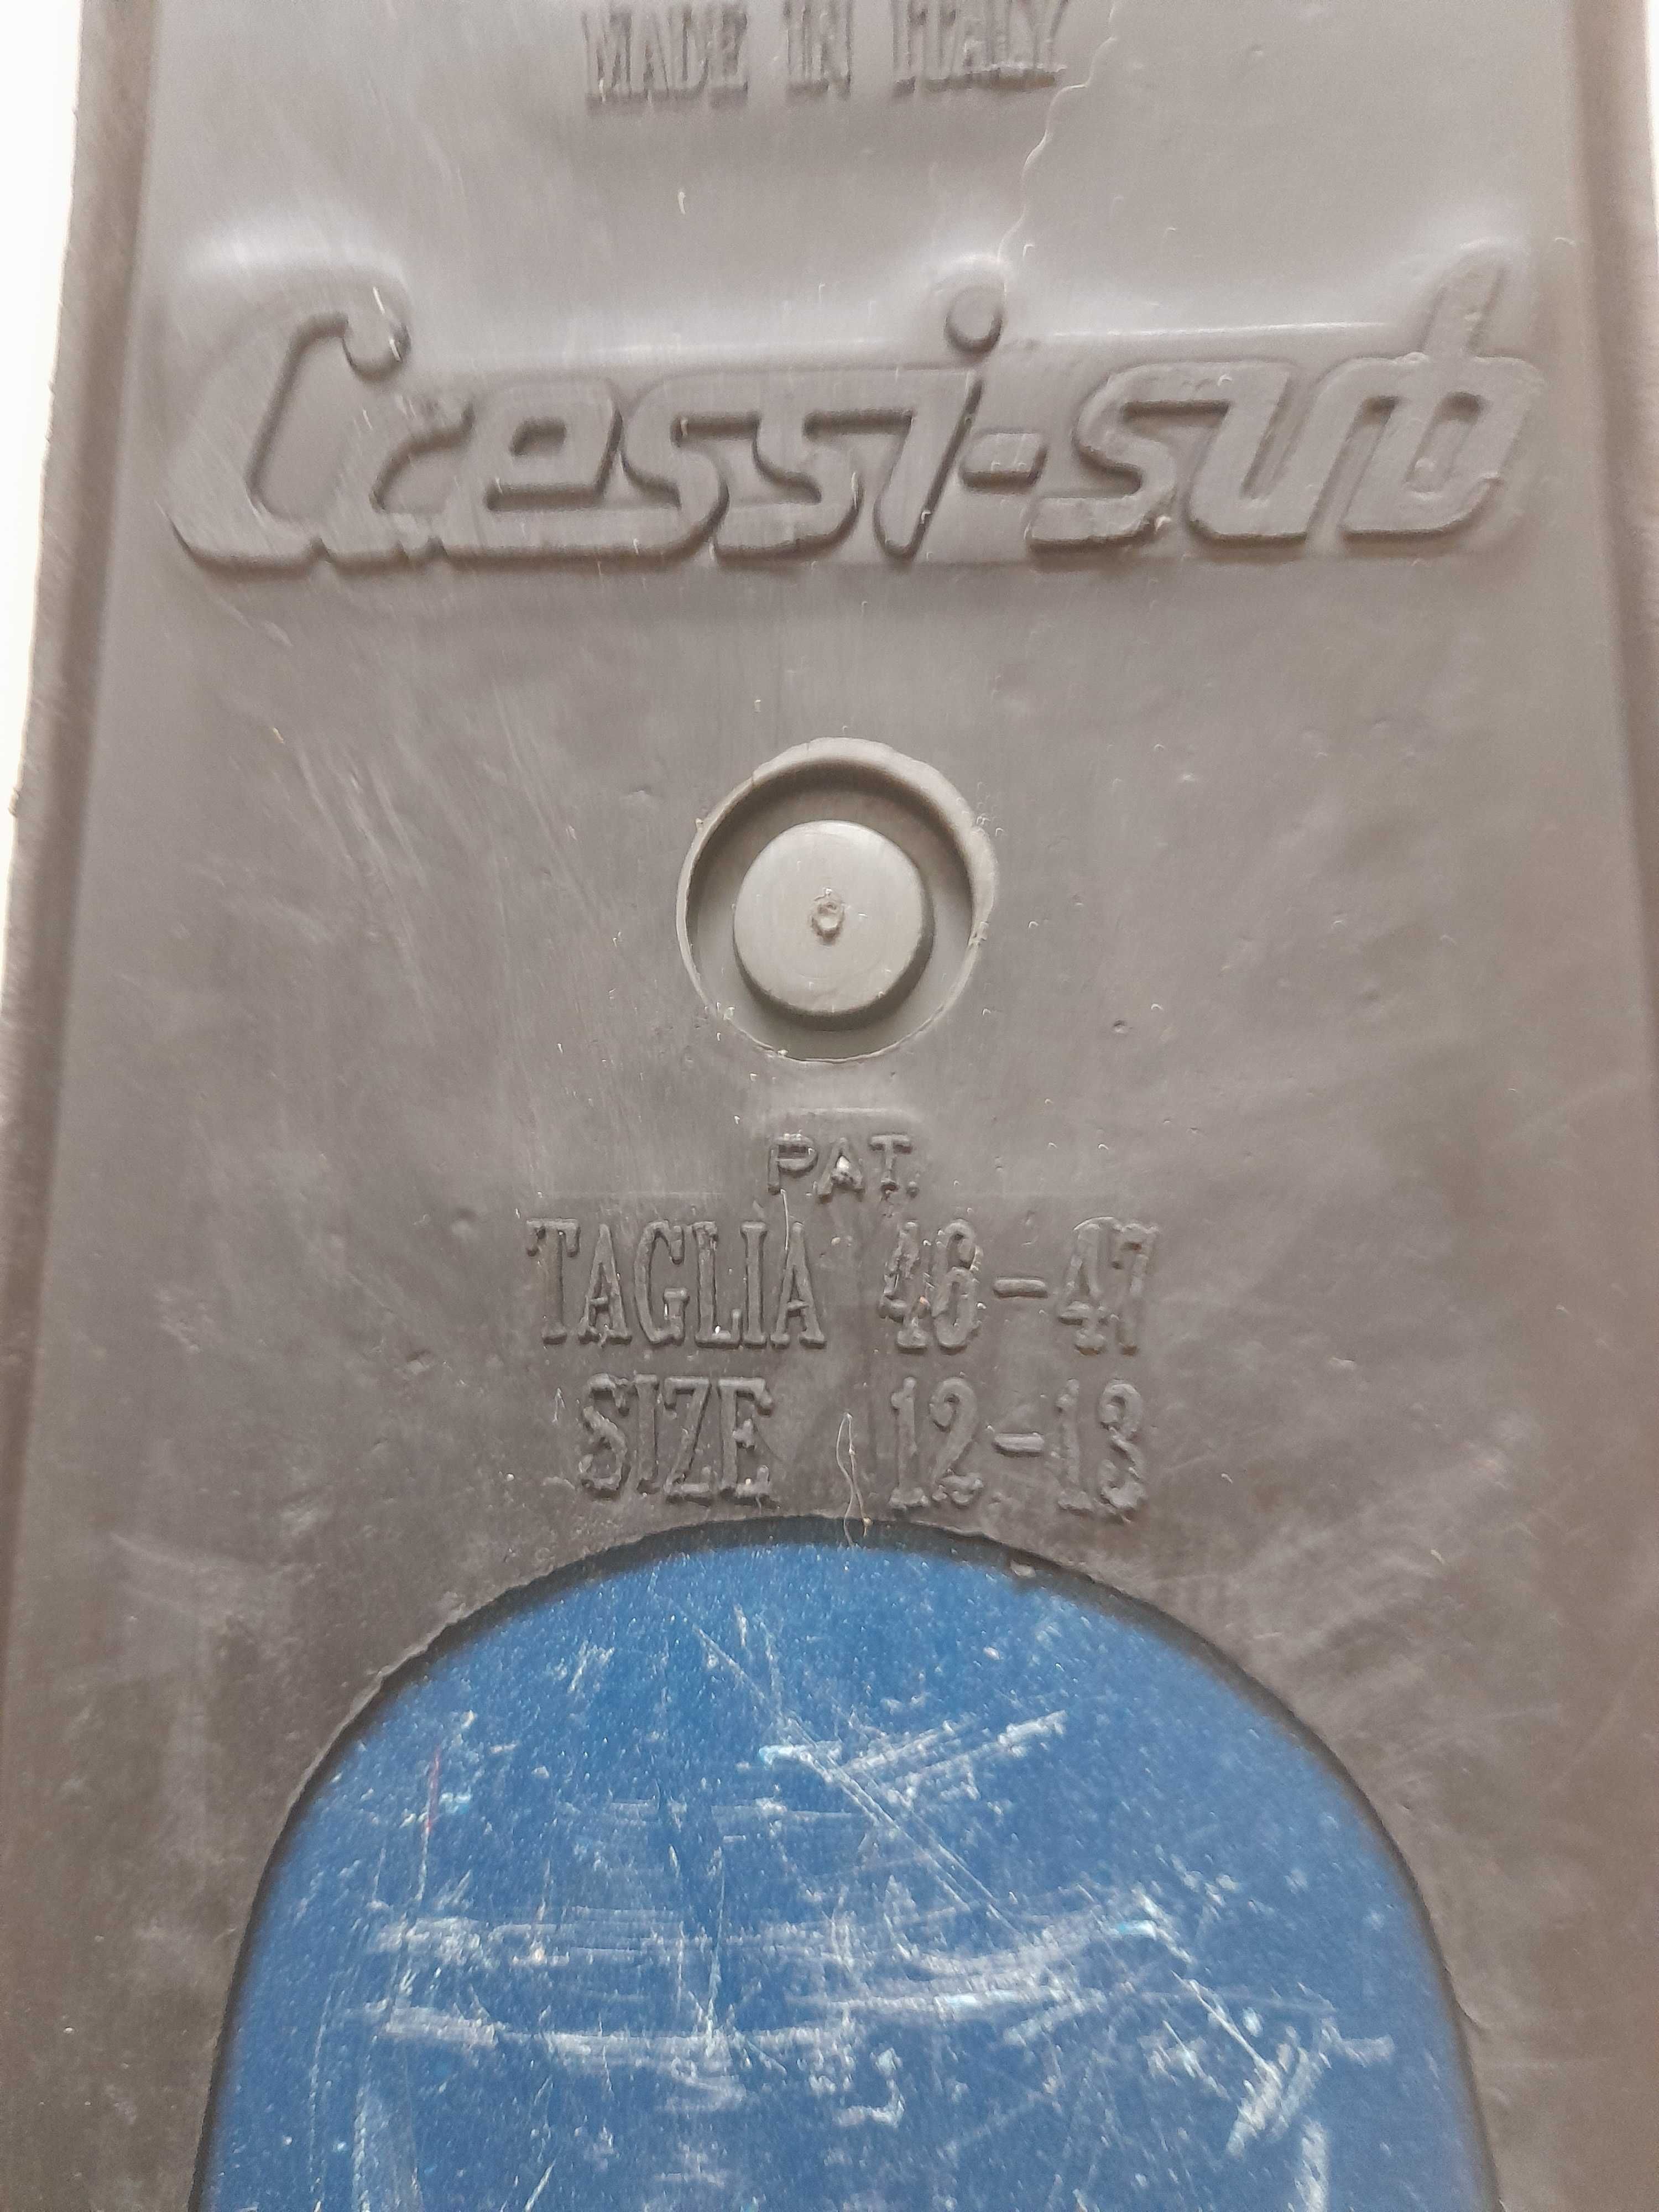 MADE IN ITALY
Cressi-sub
PAT.
TAGLIA 46-47
SIZE 12-13